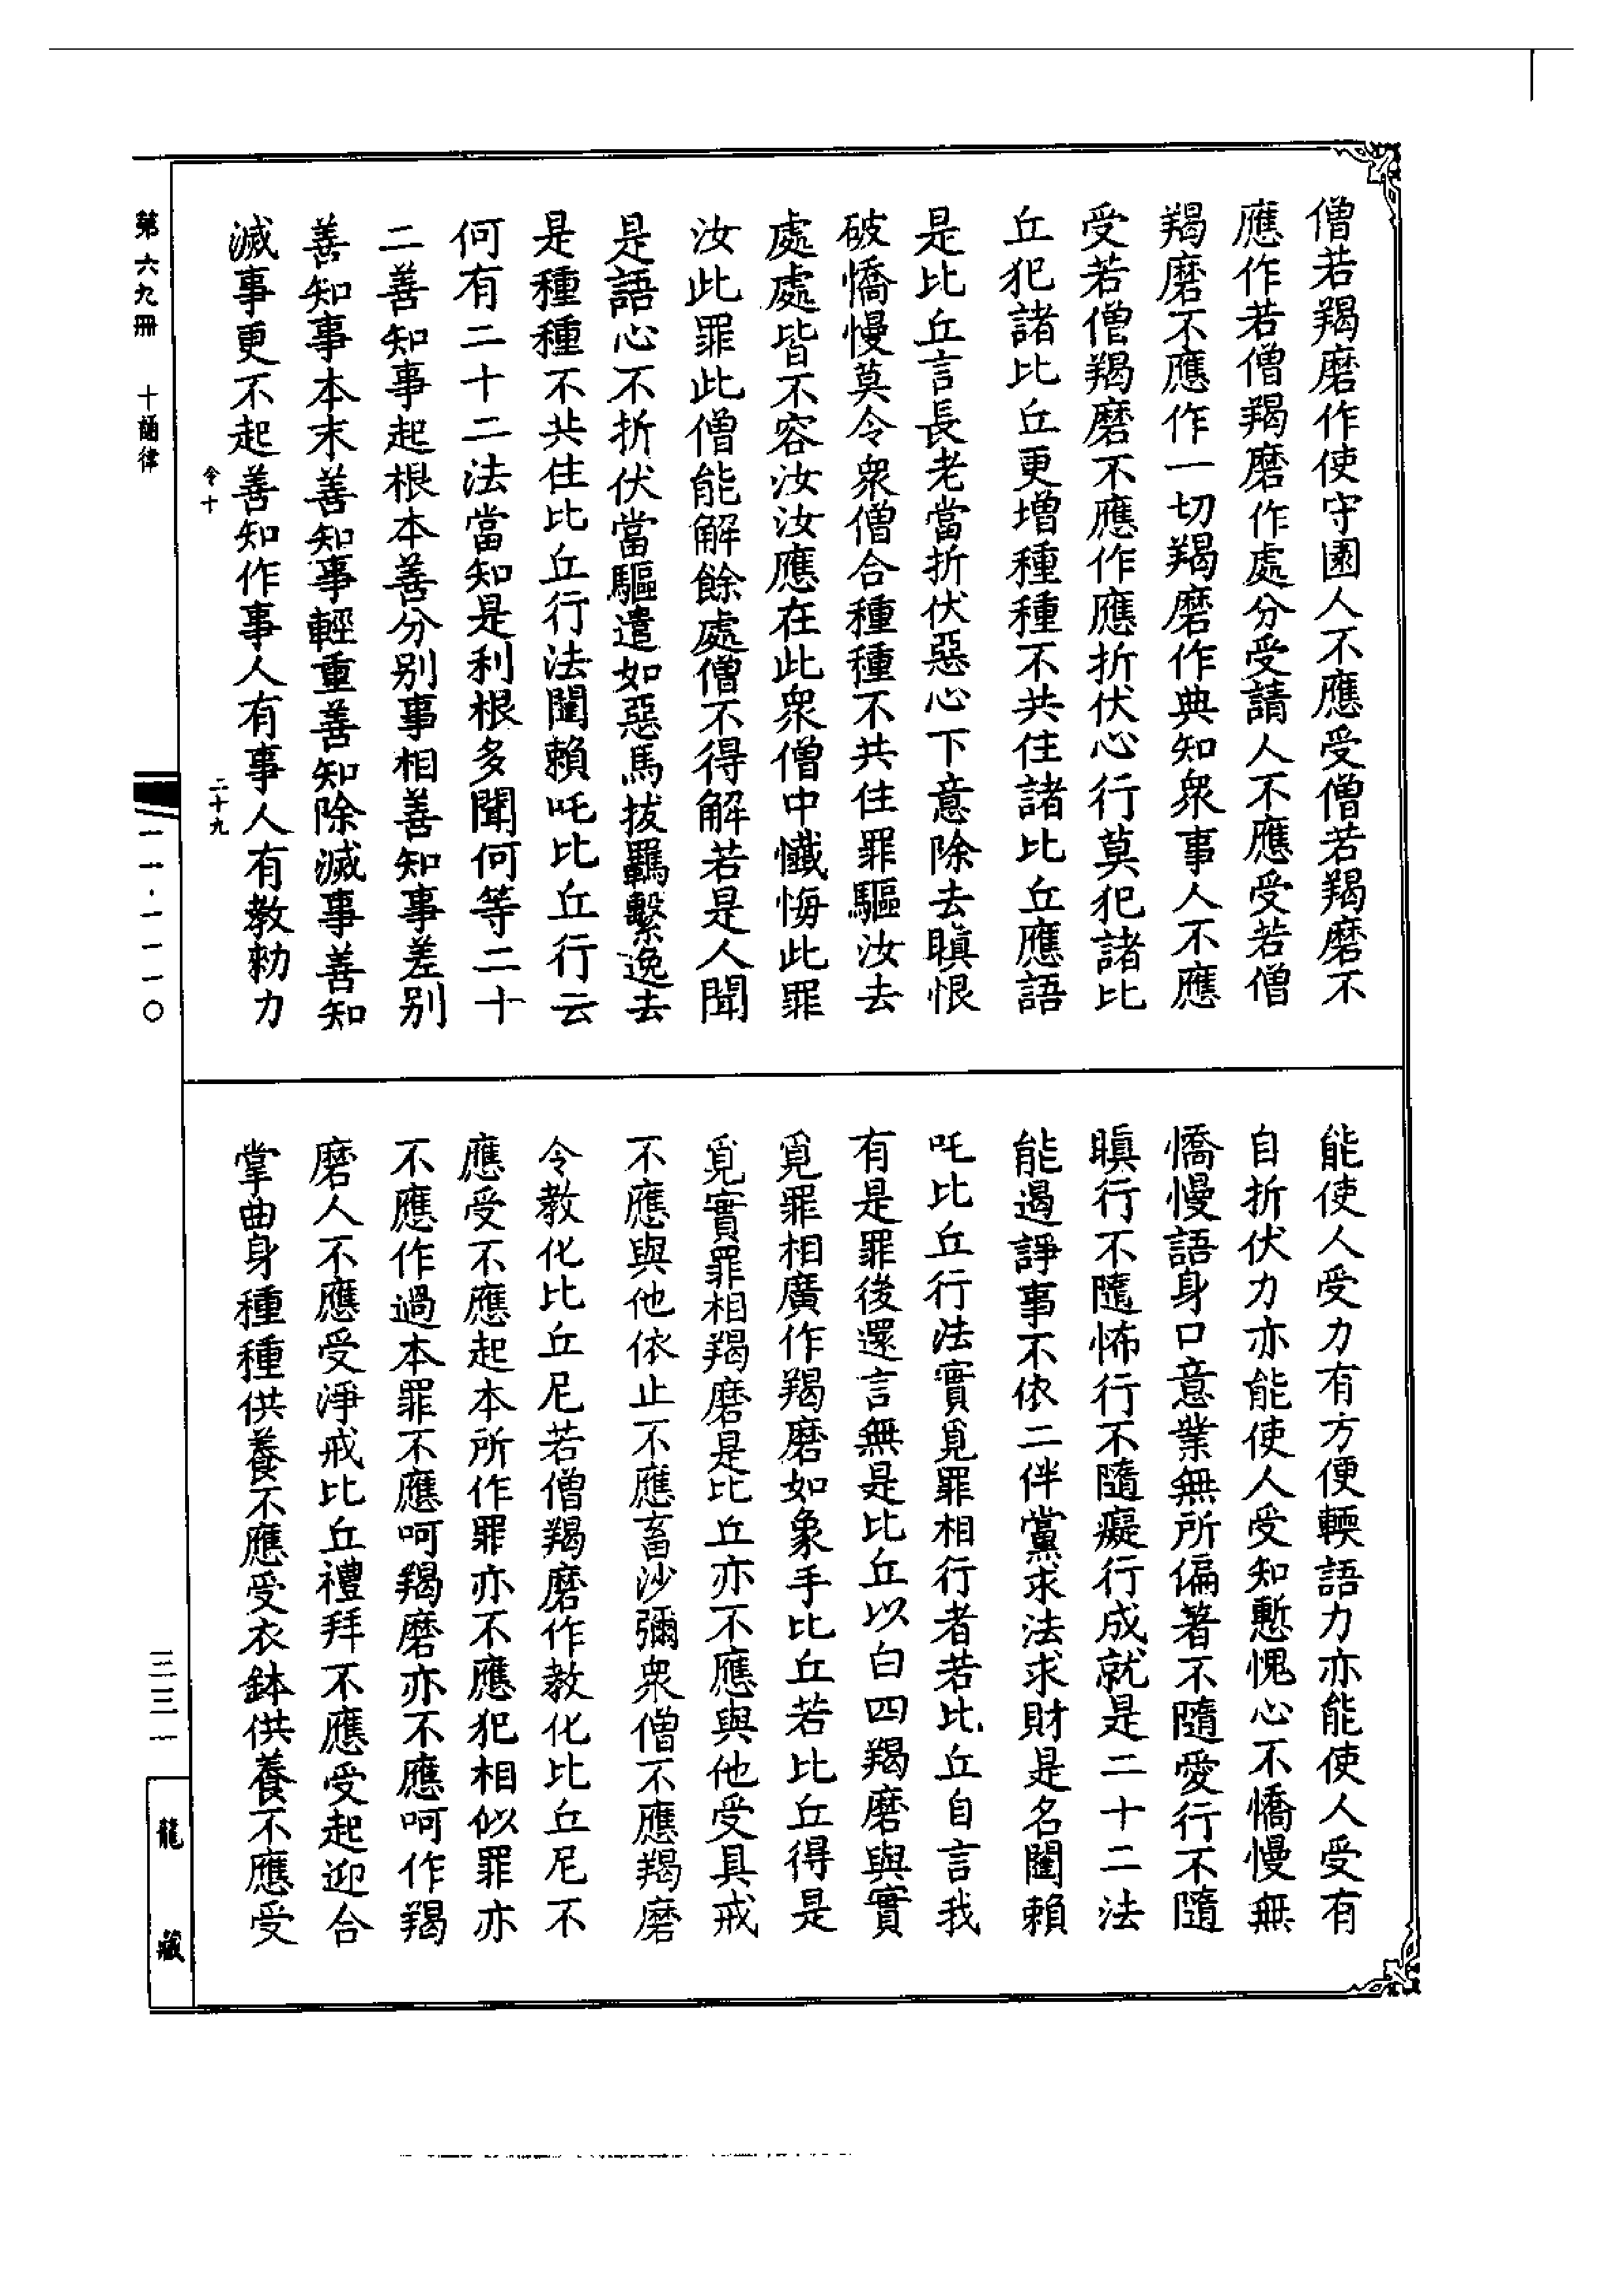 僧若羯磨作使守園人不應受僧若羯磨不
應作若僧羯磨作處分受請人不應受若僧
羯磨不應作一切羯磨作典知衆事人不應
受若僧羯磨不應作應折伏心行莫犯諸比
丘犯諸比丘更增種種不共住諸比丘應語
是比丘言長老當折伏惡心下意除去瞋恨
破憍慢莫令衆僧合種種不共住罪驅汝去
處處皆不容汝汝應在此衆僧中懺悔此罪
汝此罪此僧能解餘處僧不得解若是人聞
是語心不折伏當驅遣如惡馬拔羈繫逸去
是種種不共住比丘行法闥賴吒比丘行云
何有二十二法當知是利根多聞何等二十
二善知事起根本善分別事相善知事差別
善知事本末善知事輕重善知除滅事善知
滅事更不起善知作事人有事人有教勑力
能使人受力有方便輭語力亦能使人受有
自折伏力亦能使人受知慙愧心不憍慢無
憍慢語身口意業無所偏著不隨愛行不隨
瞋行不隨怖行不隨癡行成就是二十二法
能遏諍事不依二伴黨求法求財是名闥賴
吒比丘行法實覓罪相行者若比丘自言我
有是罪後還言無是比丘以白四羯磨與實
覓罪相廣作羯磨如象手比丘若比丘得是
覓實罪相羯磨是比丘亦不應與他受具戒
不應與他依止不應畜沙彌衆僧不應羯磨
令教化比丘尼若僧羯磨作教化比丘尼不
應受不應起本所作罪亦不應犯相似罪亦
不應作過本罪不應呵羯磨亦不應呵作羯
磨人不應受淨戒比丘禮拜不應受起迎合
掌曲身種種供養不應受衣鉢供養不應受
第六九冊 十誦律
令十
二十九
一一·一一一〇
三三一
龍藏